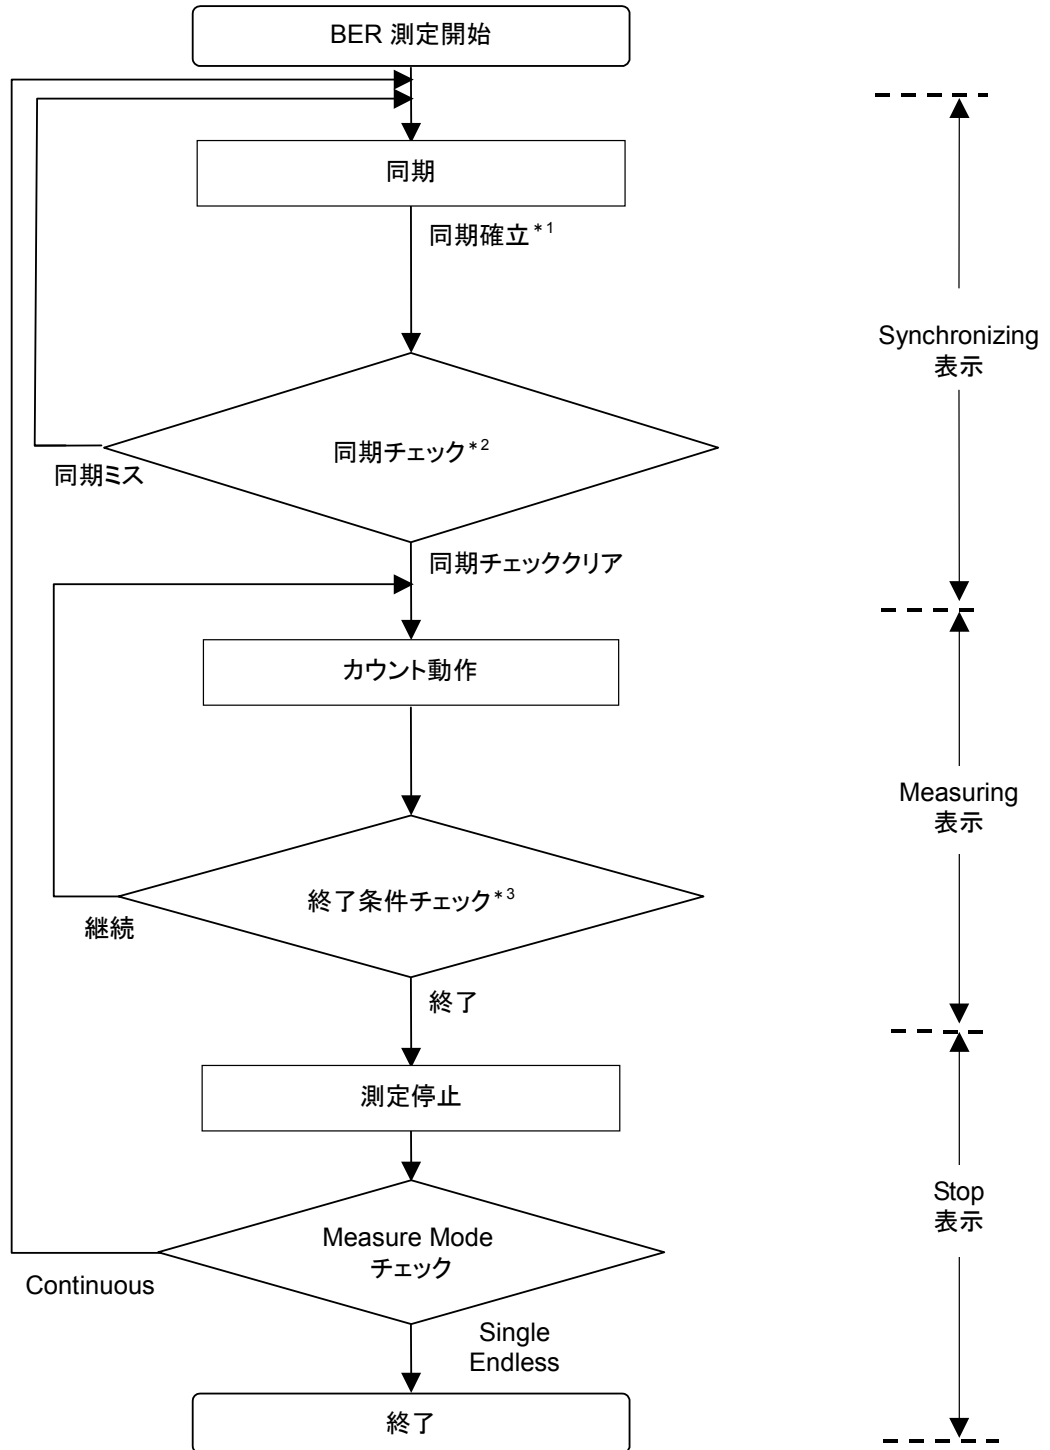 BER 測定開始
同期
同期確立*1
Synchronizing
表示
同期チェック*2
同期ミス
同期チェッククリア
カウント動作
Measuring
表示
終了条件チェック*3
継続
終了
測定停止
Stop
表示
Measure Mode
チェック
Continuous
Single
Endless
終了